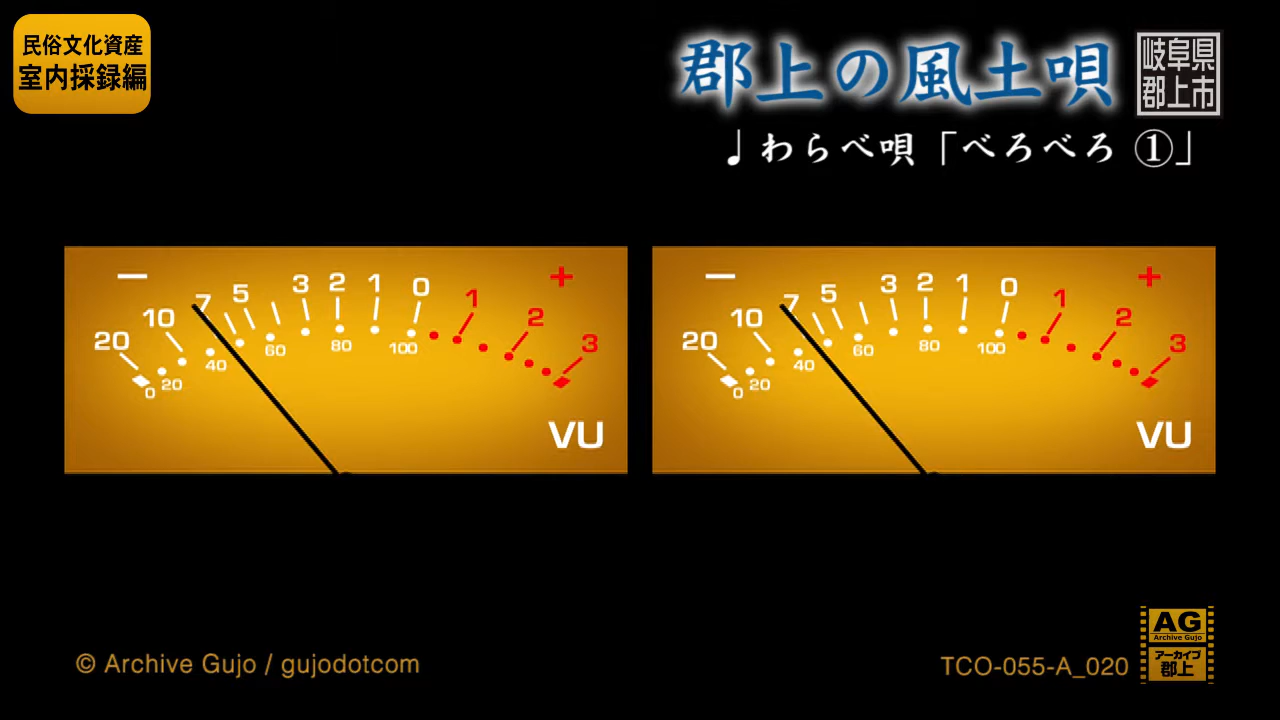 民俗文化資産
室内採録編
郡上の風土唄
岐阜県
郡上市
♩わらべ唄「べろべろ ①」
− 20 10 7 5 3 2 1 0 1 2 3 +
0 20 40 60 80 100
VU
− 20 10 7 5 3 2 1 0 1 2 3 +
0 20 40 60 80 100
VU
© Archive Gujo / gujodotcom
TCO-055-A_020
AG
Archive Gujo
アーカイブ
郡上